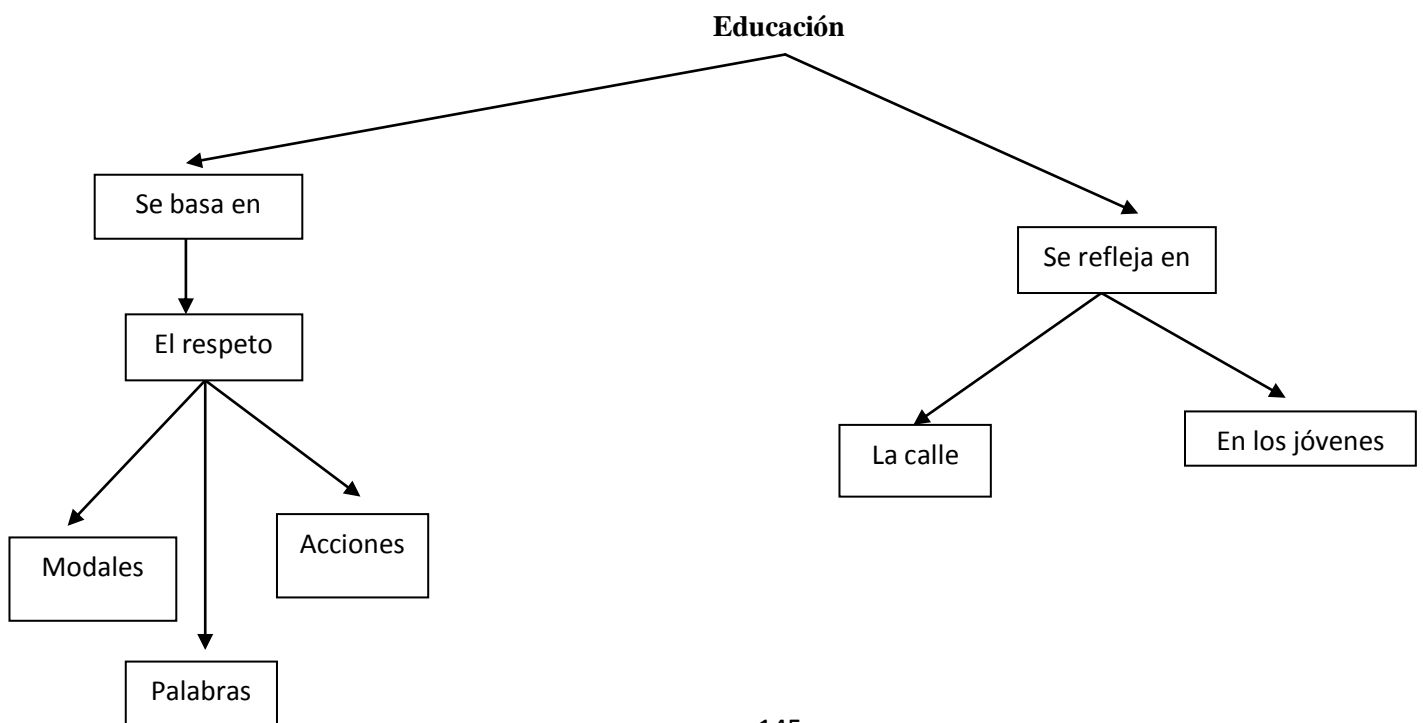 Educación
Se basa en
Se refleja en
El respeto
La calle
En los jóvenes
Modales
Acciones
Palabras